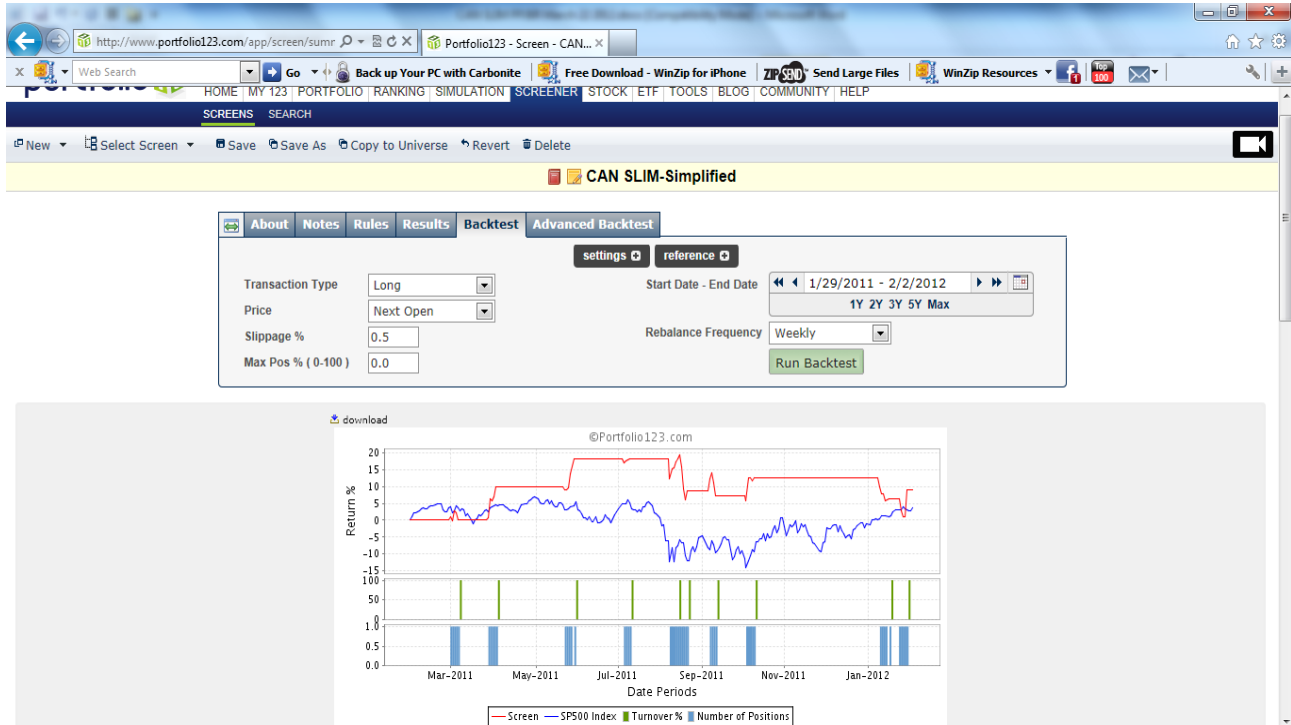 http://www.portfolio123.com/app/screen/sumr
Portfolio123 - Screen - CAN...
Web Search
Go
Back up Your PC with Carbonite
Free Download - WinZip for iPhone
ZIPSEND
Send Large Files
WinZip Resources
Top 100
HOME MY 123 PORTFOLIO RANKING SIMULATION SCREENER STOCK ETF TOOLS BLOG COMMUNITY HELP
SCREENS SEARCH
New Select Screen Save Save As Copy to Universe Revert Delete
CAN SLIM-Simplified
About Notes Rules Results Backtest Advanced Backtest
settings reference
Transaction Type Long Start Date - End Date 1/29/2011 - 2/2/2012
Price Next Open 1Y 2Y 3Y 5Y Max
Slippage % 0.5 Rebalance Frequency Weekly
Max Pos % ( 0-100 ) 0.0 Run Backtest
download
©Portfolio123.com
Return %
20
15
10
5
0
-5
-10
-15
100
50
0
1.0
0.5
0.0
Mar-2011 May-2011 Jul-2011 Sep-2011 Nov-2011 Jan-2012
Date Periods
Screen SP500 Index Turnover % Number of Positions